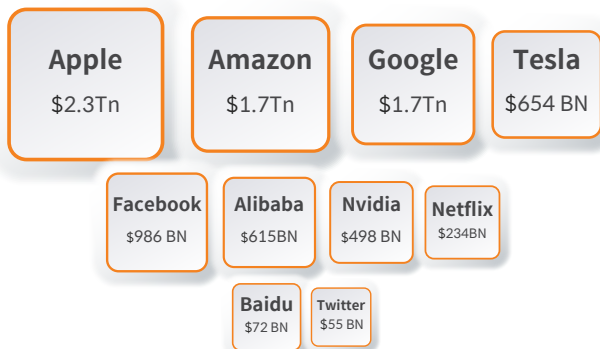 Apple
$2.3Tn
Amazon
$1.7Tn
Google
$1.7Tn
Tesla
$654 BN
Facebook
$986 BN
Alibaba
$615BN
Nvidia
$498 BN
Netflix
$234BN
Baidu
$72 BN
Twitter
$55 BN